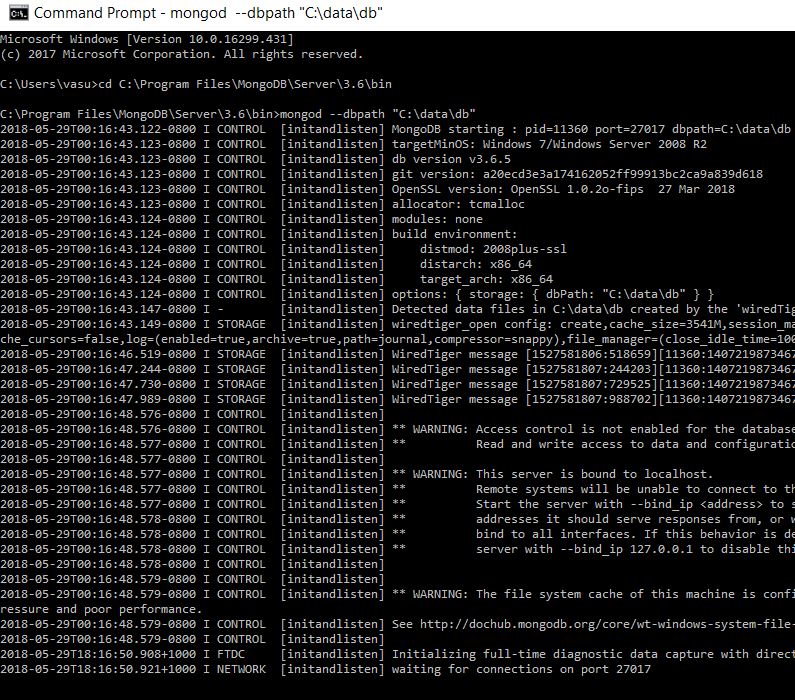 Command Prompt - mongod --dbpath "C:\data\db"
Microsoft Windows [Version 10.0.16299.431]
(c) 2017 Microsoft Corporation. All rights reserved.
C:\Users\vasu>cd C:\Program Files\MongoDB\Server\3.6\bin
C:\Program Files\MongoDB\Server\3.6\bin>mongod --dbpath "C:\data\db"
2018-05-29T00:16:43.122-0800 I CONTROL  [initandlisten] MongoDB starting : pid=11360 port=27017 dbpath=C:\data\db
2018-05-29T00:16:43.123-0800 I CONTROL  [initandlisten] targetMinOS: Windows 7/Windows Server 2008 R2
2018-05-29T00:16:43.123-0800 I CONTROL  [initandlisten] db version v3.6.5
2018-05-29T00:16:43.123-0800 I CONTROL  [initandlisten] git version: a20ecd3e3a174162052ff99913bc2ca9a839d618
2018-05-29T00:16:43.123-0800 I CONTROL  [initandlisten] OpenSSL version: OpenSSL 1.0.2o-fips  27 Mar 2018
2018-05-29T00:16:43.123-0800 I CONTROL  [initandlisten] allocator: tcmalloc
2018-05-29T00:16:43.124-0800 I CONTROL  [initandlisten] modules: none
2018-05-29T00:16:43.124-0800 I CONTROL  [initandlisten] build environment:
2018-05-29T00:16:43.124-0800 I CONTROL  [initandlisten]     distmod: 2008plus-ssl
2018-05-29T00:16:43.124-0800 I CONTROL  [initandlisten]     distarch: x86_64
2018-05-29T00:16:43.124-0800 I CONTROL  [initandlisten]     target_arch: x86_64
2018-05-29T00:16:43.124-0800 I CONTROL  [initandlisten] options: { storage: { dbPath: "C:\data\db" } }
2018-05-29T00:16:43.147-0800 I -        [initandlisten] Detected data files in C:\data\db created by the 'wiredTig
2018-05-29T00:16:43.149-0800 I STORAGE  [initandlisten] wiredtiger_open config: create,cache_size=3541M,session_ma
che_cursors=false,log=(enabled=true,archive=true,path=journal,compressor=snappy),file_manager=(close_idle_time=100
2018-05-29T00:16:46.519-0800 I STORAGE  [initandlisten] WiredTiger message [1527581806:518659][11360:1407219873467
2018-05-29T00:16:47.244-0800 I STORAGE  [initandlisten] WiredTiger message [1527581807:244203][11360:1407219873467
2018-05-29T00:16:47.730-0800 I STORAGE  [initandlisten] WiredTiger message [1527581807:729525][11360:1407219873467
2018-05-29T00:16:47.989-0800 I STORAGE  [initandlisten] WiredTiger message [1527581807:988702][11360:1407219873467
2018-05-29T00:16:48.576-0800 I CONTROL  [initandlisten]
2018-05-29T00:16:48.576-0800 I CONTROL  [initandlisten] ** WARNING: Access control is not enabled for the database
2018-05-29T00:16:48.577-0800 I CONTROL  [initandlisten] **          Read and write access to data and configuratio
2018-05-29T00:16:48.577-0800 I CONTROL  [initandlisten]
2018-05-29T00:16:48.577-0800 I CONTROL  [initandlisten] ** WARNING: This server is bound to localhost.
2018-05-29T00:16:48.577-0800 I CONTROL  [initandlisten] **          Remote systems will be unable to connect to th
2018-05-29T00:16:48.577-0800 I CONTROL  [initandlisten] **          Start the server with --bind_ip <address> to s
2018-05-29T00:16:48.578-0800 I CONTROL  [initandlisten] **          addresses it should serve responses from, or w
2018-05-29T00:16:48.578-0800 I CONTROL  [initandlisten] **          bind to all interfaces. If this behavior is de
2018-05-29T00:16:48.578-0800 I CONTROL  [initandlisten] **          server with --bind_ip 127.0.0.1 to disable thi
2018-05-29T00:16:48.578-0800 I CONTROL  [initandlisten]
2018-05-29T00:16:48.579-0800 I CONTROL  [initandlisten]
2018-05-29T00:16:48.579-0800 I CONTROL  [initandlisten] ** WARNING: The file system cache of this machine is confi
ressure and poor performance.
2018-05-29T00:16:48.579-0800 I CONTROL  [initandlisten] See http://dochub.mongodb.org/core/wt-windows-system-file-
2018-05-29T00:16:48.579-0800 I CONTROL  [initandlisten]
2018-05-29T18:16:50.908+1000 I FTDC     [initandlisten] Initializing full-time diagnostic data capture with direct
2018-05-29T18:16:50.921+1000 I NETWORK  [initandlisten] waiting for connections on port 27017